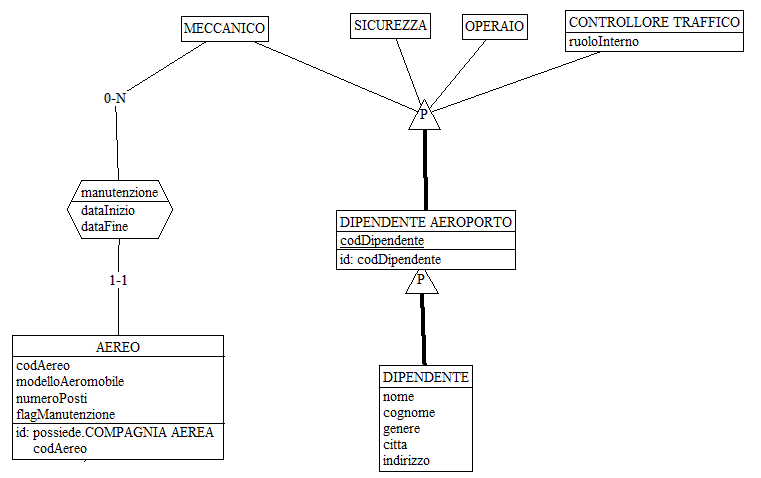 MECCANICO
SICUREZZA
OPERAIO
CONTROLLORE TRAFFICO
ruoloInterno
0-N
P
manutenzione
dataInizio
dataFine
DIPENDENTE AEROPORTO
codDipendente
id: codDipendente
1-1
P
AEREO
codAereo
modelloAeromobile
numeroPosti
flagManutenzione
id: possiede.COMPAGNIA AEREA
codAereo
DIPENDENTE
nome
cognome
genere
citta
indirizzo